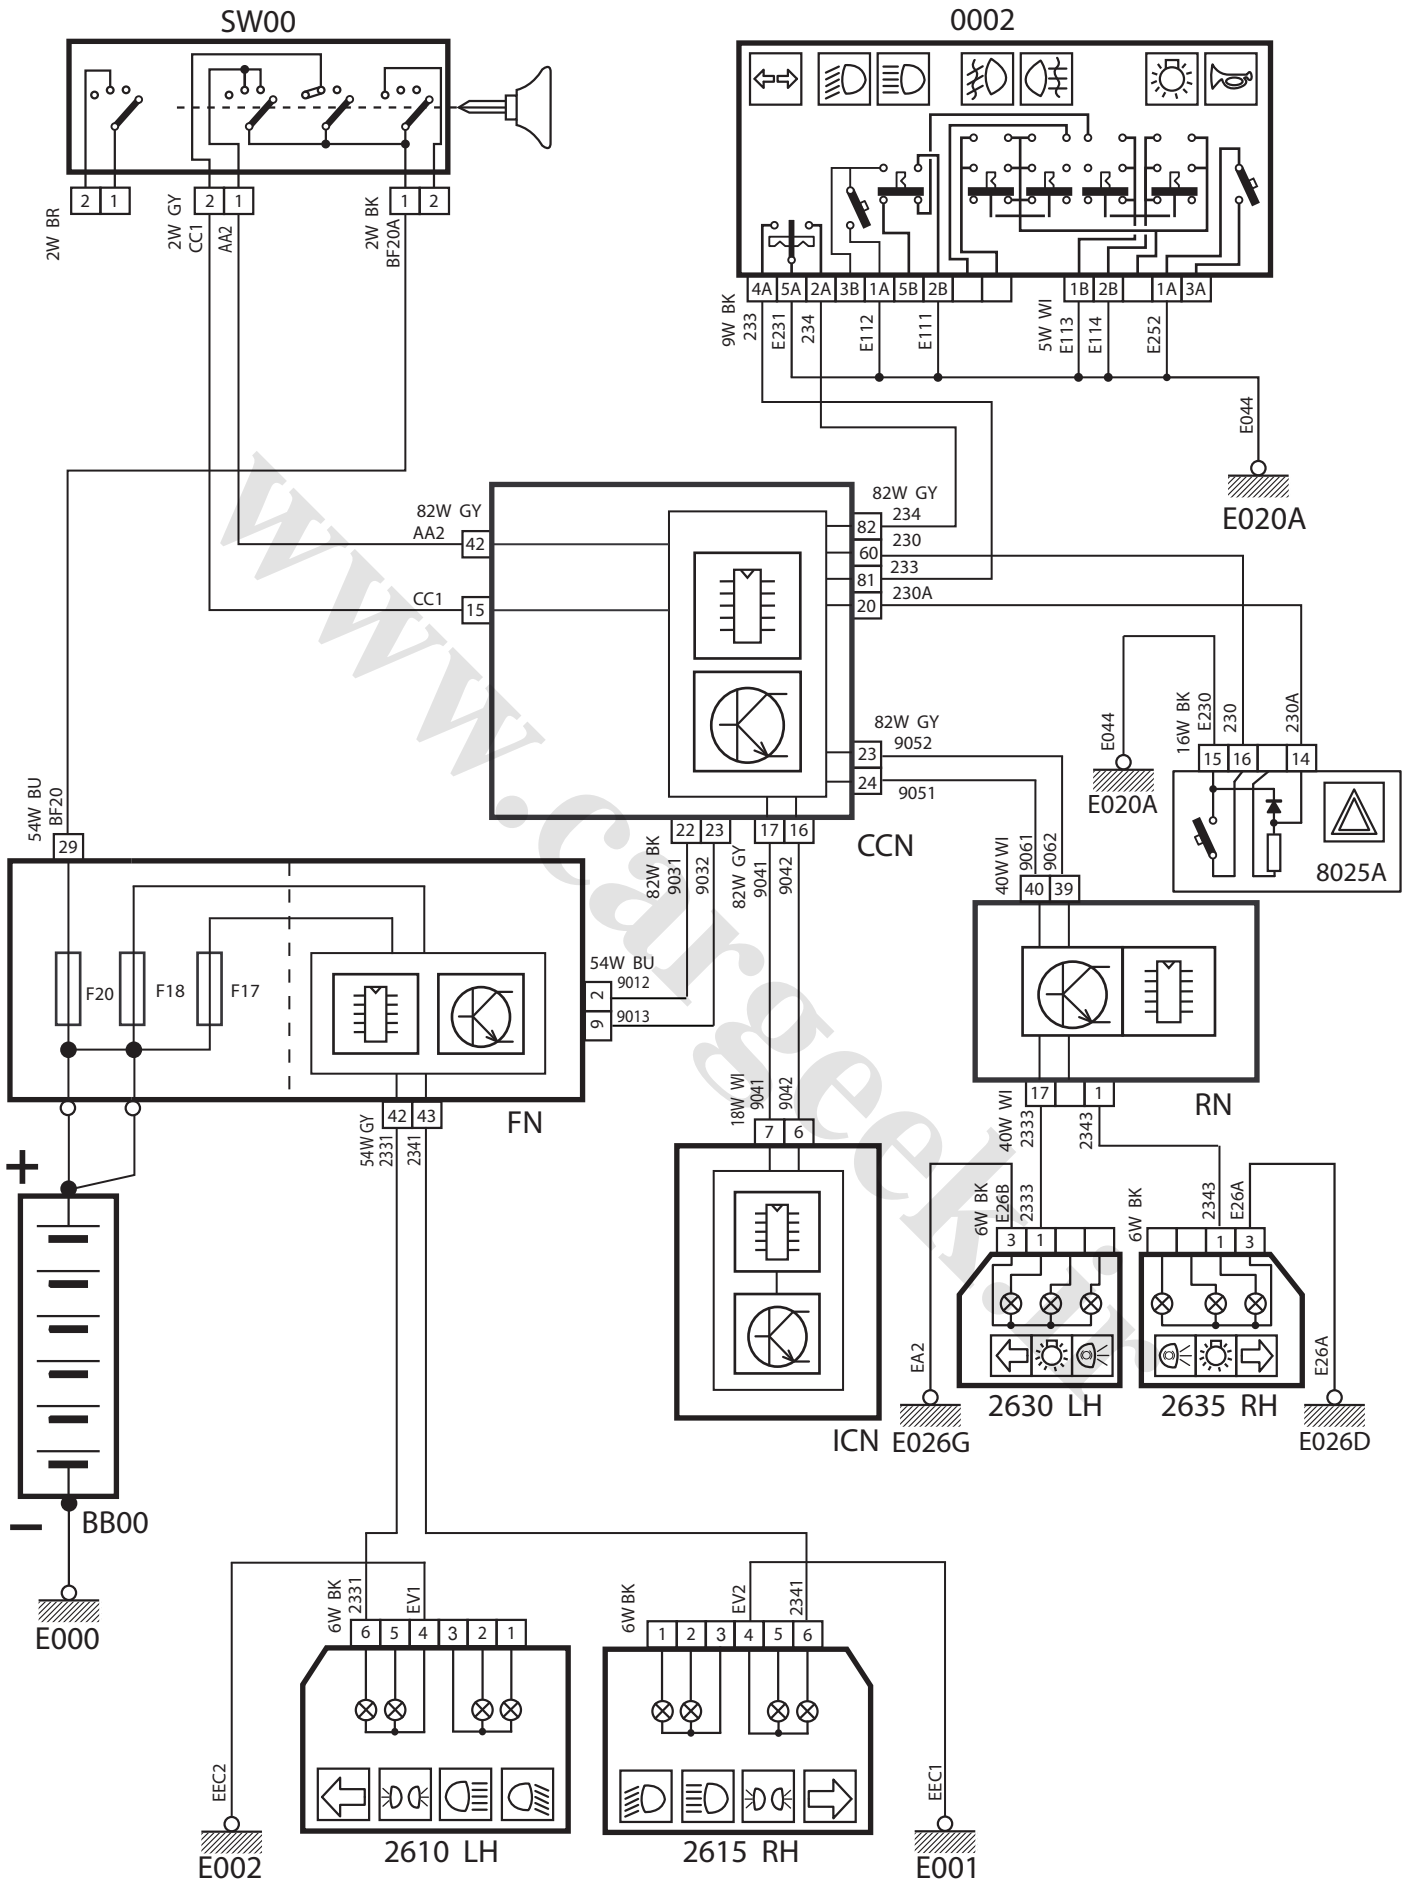 SW00
0002
2 1 2 1 1 2
2W BR
2W GY
CC1
AA2
2W BK
BF20A
4A 5A 2A 3B 1A 5B 2B 1B 2B 1A 3A
9W BK
233
E231
234
E112
E111
5W WI
E113
E114
E252
E044
E020A
82W GY
AA2
42
CC1
15
82W GY
234
82
230
60
233
81
230A
20
82W GY
9052
23
24
9051
22 23 17 16
CCN
82W BK
9031
9032
82W GY
9041
9042
E044
E020A
16W BK
E230
230
230A
15 16 14
8025A
54W BU
BF20
29
F20
F18
F17
54W BU
9012
2
9
9013
42 43
FN
54W GY
2331
2341
40W WI
9061
9062
40 39
17 1
RN
40W WI
2333
2343
18W WI
9041
9042
7 6
ICN
6W BK
E26B
2333
3 1
EA2
E026G
2630 LH
6W BK
2343
E26A
1 3
E26A
E026D
2635 RH
+
−
BB00
E000
6W BK
2331
EV1
6 5 4 3 2 1
EEC2
E002
2610 LH
6W BK
EV2
2341
1 2 3 4 5 6
EEC1
E001
2615 RH
www.cargeek.ir